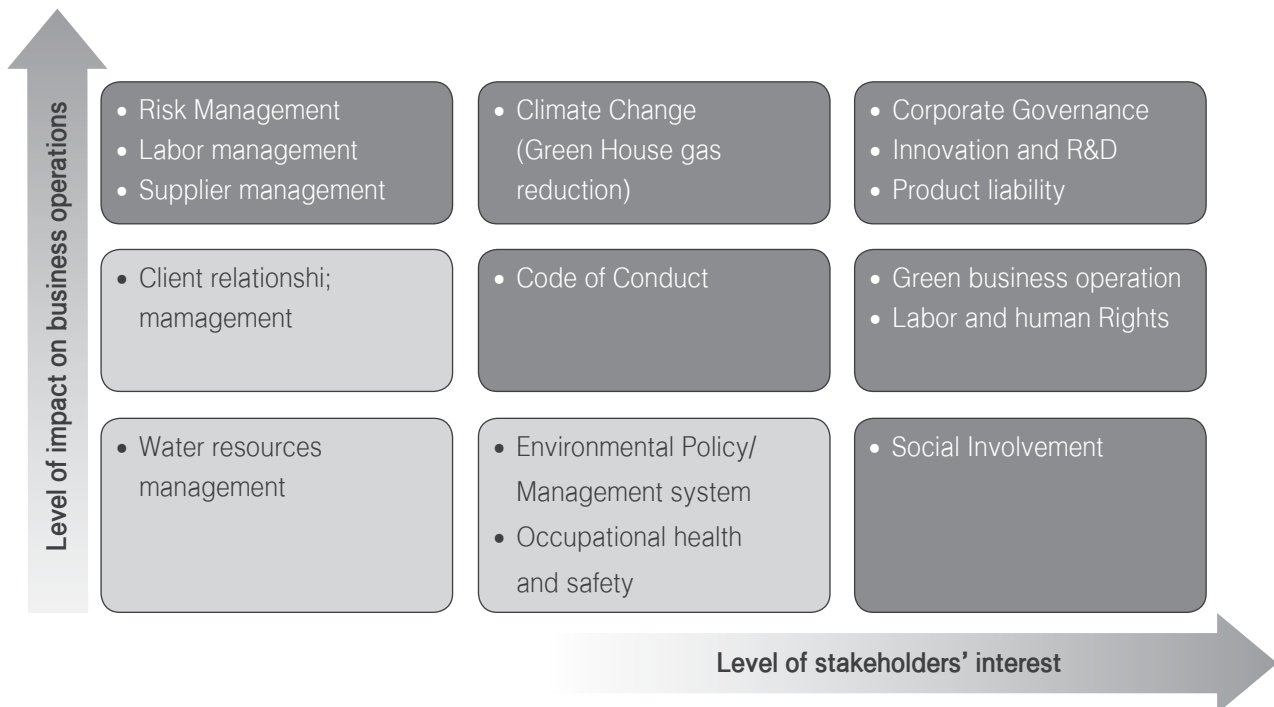 Level of impact on business operations
• Risk Management
• Labor management
• Supplier management
• Climate Change
(Green House gas
reduction)
• Corporate Governance
• Innovation and R&D
• Product liability
• Client relationshi;
mamagement
• Code of Conduct
• Green business operation
• Labor and human Rights
• Water resources
management
• Environmental Policy/
Management system
• Occupational health
and safety
• Social Involvement
Level of stakeholders’ interest